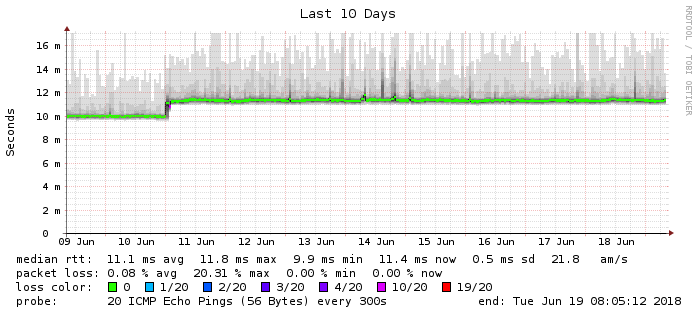 Last 10 Days
RRDTOOL / TOBI OETIKER
Seconds
16 m
14 m
12 m
10 m
8 m
6 m
4 m
2 m
0
09 Jun 10 Jun 11 Jun 12 Jun 13 Jun 14 Jun 15 Jun 16 Jun 17 Jun 18 Jun
median rtt: 11.1 ms avg 11.8 ms max 9.9 ms min 11.4 ms now 0.5 ms sd 21.8 am/s
packet loss: 0.08 % avg 20.31 % max 0.00 % min 0.00 % now
loss color: 0 1/20 2/20 3/20 4/20 10/20 19/20
probe: 20 ICMP Echo Pings (56 Bytes) every 300s end: Tue Jun 19 08:05:12 2018